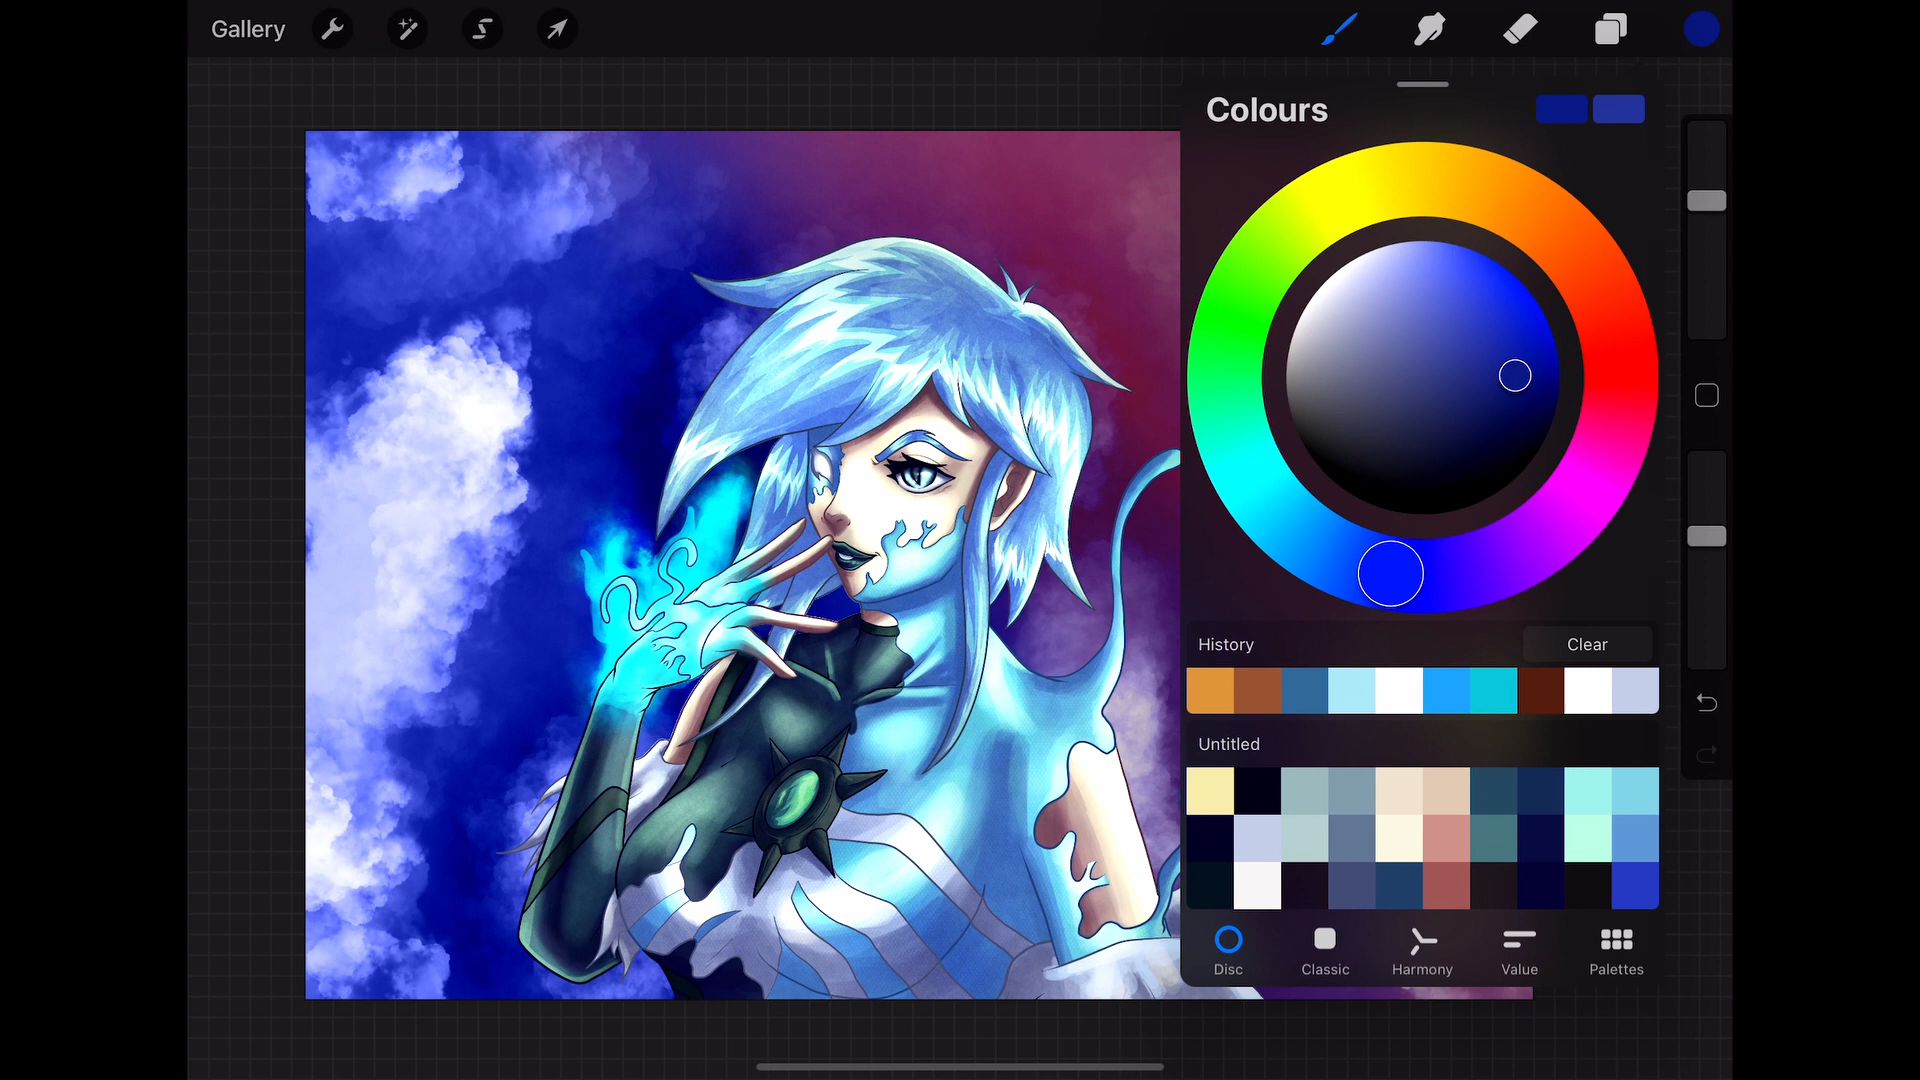 Gallery
Colours
History
Clear
Untitled
Disc
Classic
Harmony
Value
Palettes